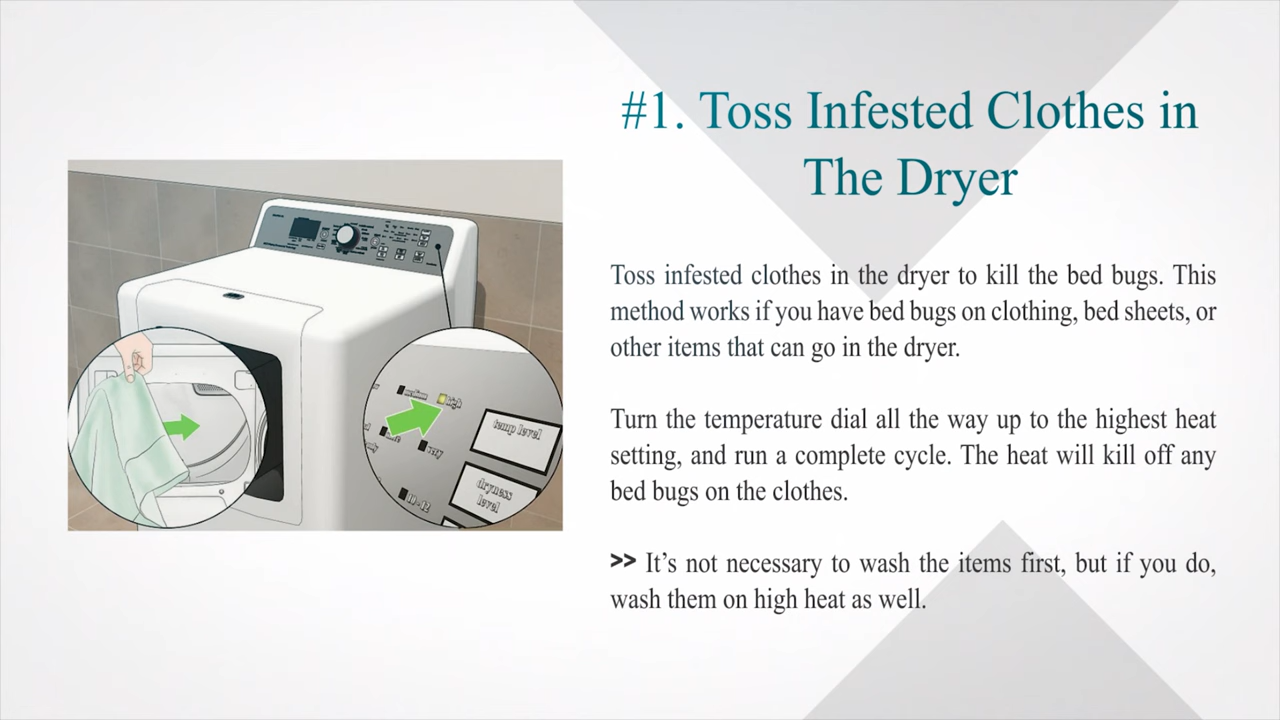 #1. Toss Infested Clothes in
The Dryer
Toss infested clothes in the dryer to kill the bed bugs. This
method works if you have bed bugs on clothing, bed sheets, or
other items that can go in the dryer.
Turn the temperature dial all the way up to the highest heat
setting, and run a complete cycle. The heat will kill off any
bed bugs on the clothes.
>> It’s not necessary to wash the items first, but if you do,
wash them on high heat as well.
high
temp level
very
dryness
level